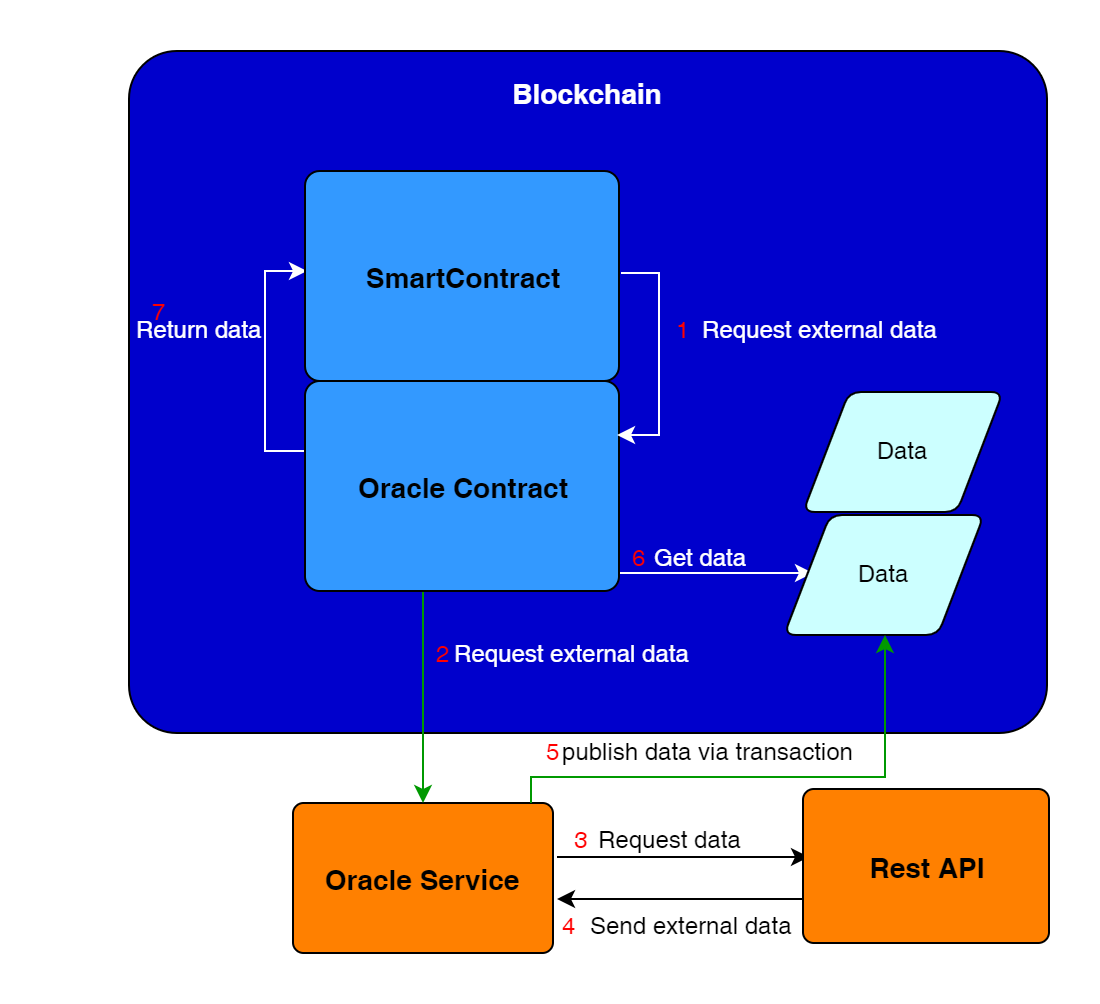 Blockchain
SmartContract
7
Return data
1 Request external data
Data
Oracle Contract
6 Get data
Data
2 Request external data
5 publish data via transaction
3 Request data
Oracle Service
Rest API
4 Send external data